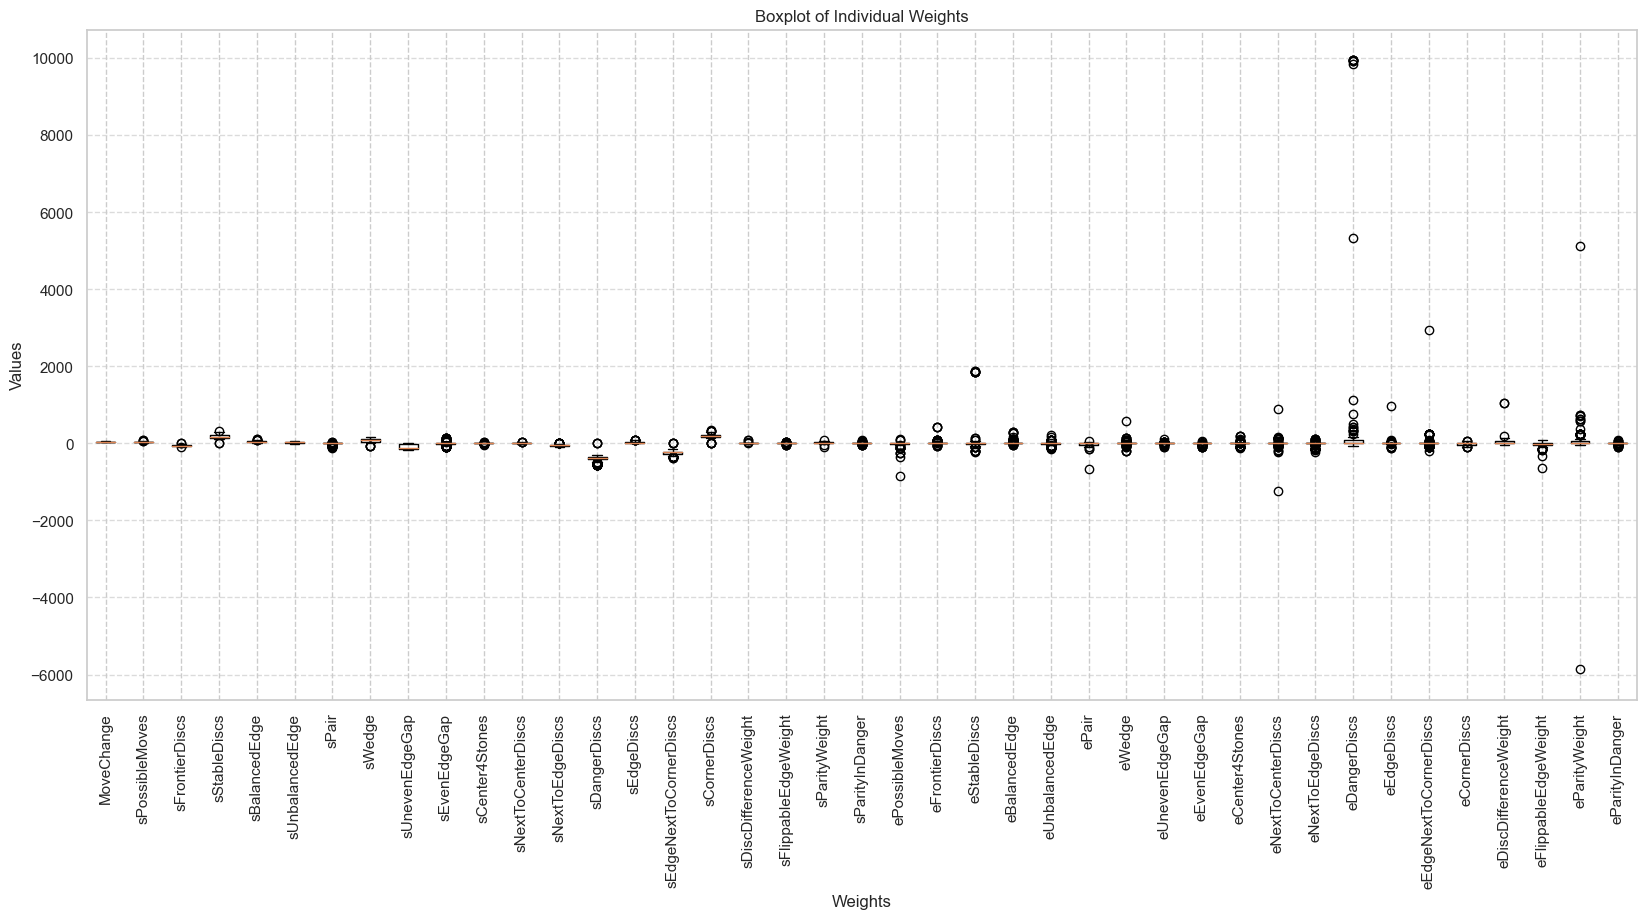 Boxplot of Individual Weights
10000
8000
6000
4000
2000
0
−2000
−4000
−6000
Values
MoveChange
sPossibleMoves
sFrontierDiscs
sStableDiscs
sBalancedEdge
sUnbalancedEdge
sPair
sWedge
sUnevenEdgeGap
sEvenEdgeGap
sCenter4Stones
sNextToCenterDiscs
sNextToEdgeDiscs
sDangerDiscs
sEdgeDiscs
sEdgeNextToCornerDiscs
sCornerDiscs
sDiscDifferenceWeight
sFlippableEdgeWeight
sParityWeight
sParityInDanger
ePossibleMoves
eFrontierDiscs
eStableDiscs
eBalancedEdge
eUnbalancedEdge
ePair
eWedge
eUnevenEdgeGap
eEvenEdgeGap
eCenter4Stones
eNextToCenterDiscs
eNextToEdgeDiscs
eDangerDiscs
eEdgeDiscs
eEdgeNextToCornerDiscs
eCornerDiscs
eDiscDifferenceWeight
eFlippableEdgeWeight
eParityWeight
eParityInDanger
Weights